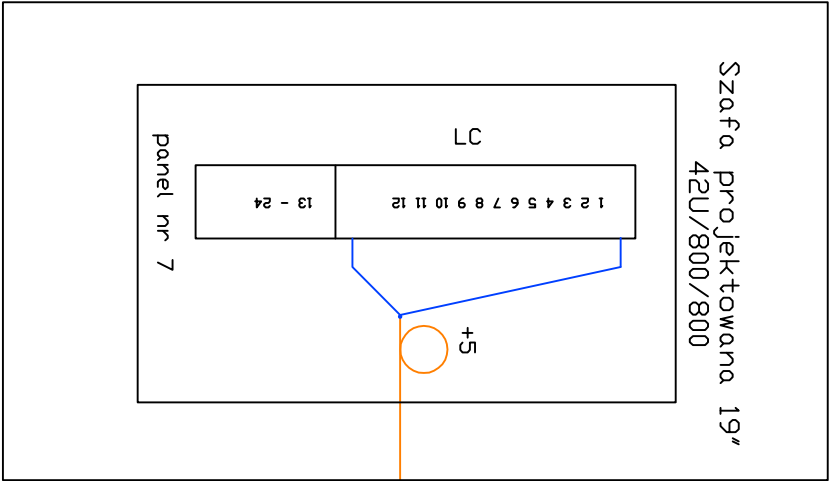 Szafa projektowana 19"
42U/800/800
LC
1 2 3 4 5 6 7 8 9 10 11 12
13 - 24
panel nr 7
+5